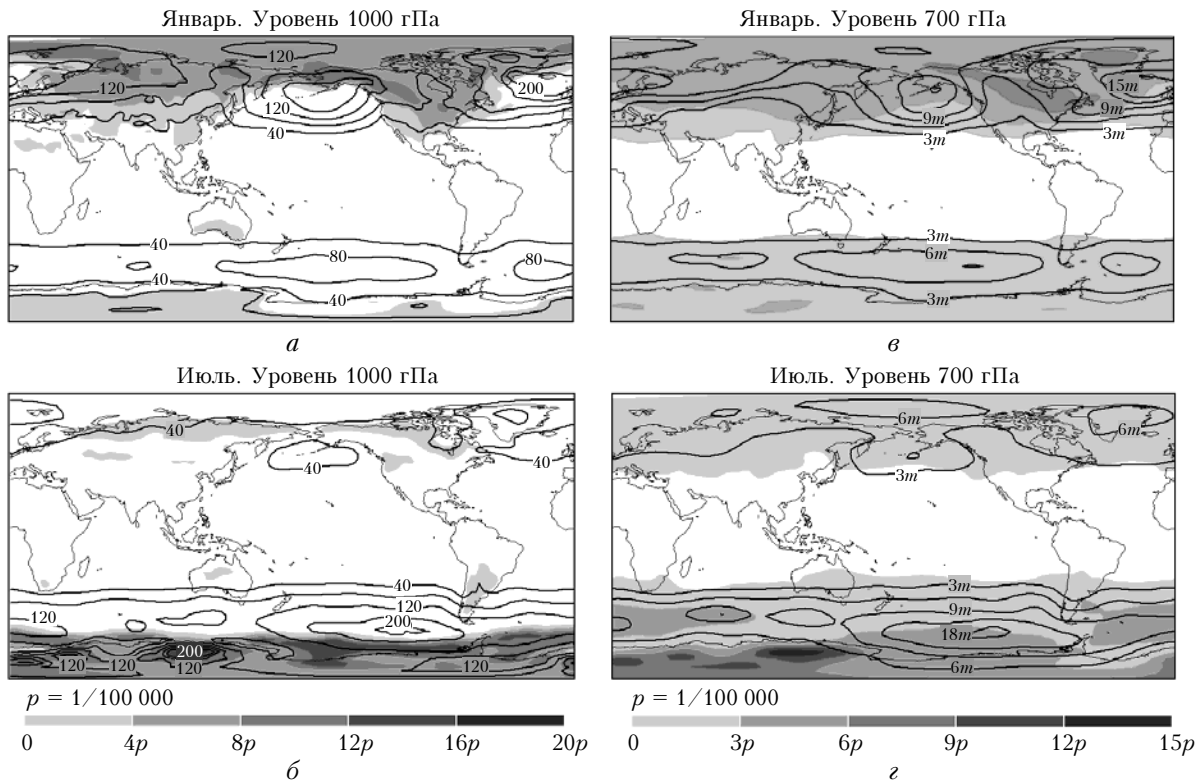 Январь. Уровень 1000 гПа
120
120
120
200
40
40
80
80
40
40
а
Январь. Уровень 700 гПа
15m
9m
9m
3m
3m
3m
6m
3m
в
Июль. Уровень 1000 гПа
40
40
40
40
120
120
200
200
120
120
120
120
p = 1/100 000
0 4p 8p 12p 16p 20p
б
Июль. Уровень 700 гПа
6m
6m
3m
3m
9m
18m
6m
p = 1/100 000
0 3p 6p 9p 12p 15p
г